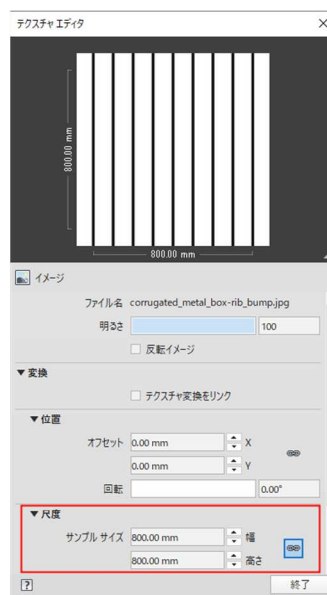 テクスチャ エディタ
800.00 mm
800.00 mm
イメージ
ファイル名 corrugated_metal_box-rib_bump.jpg
明るさ 100
反転イメージ
▼変換
テクスチャ変換をリンク
▼位置
オフセット 0.00 mm X
0.00 mm Y
回転 0.00°
▼尺度
サンプル サイズ 800.00 mm 幅
800.00 mm 高さ
? 終了